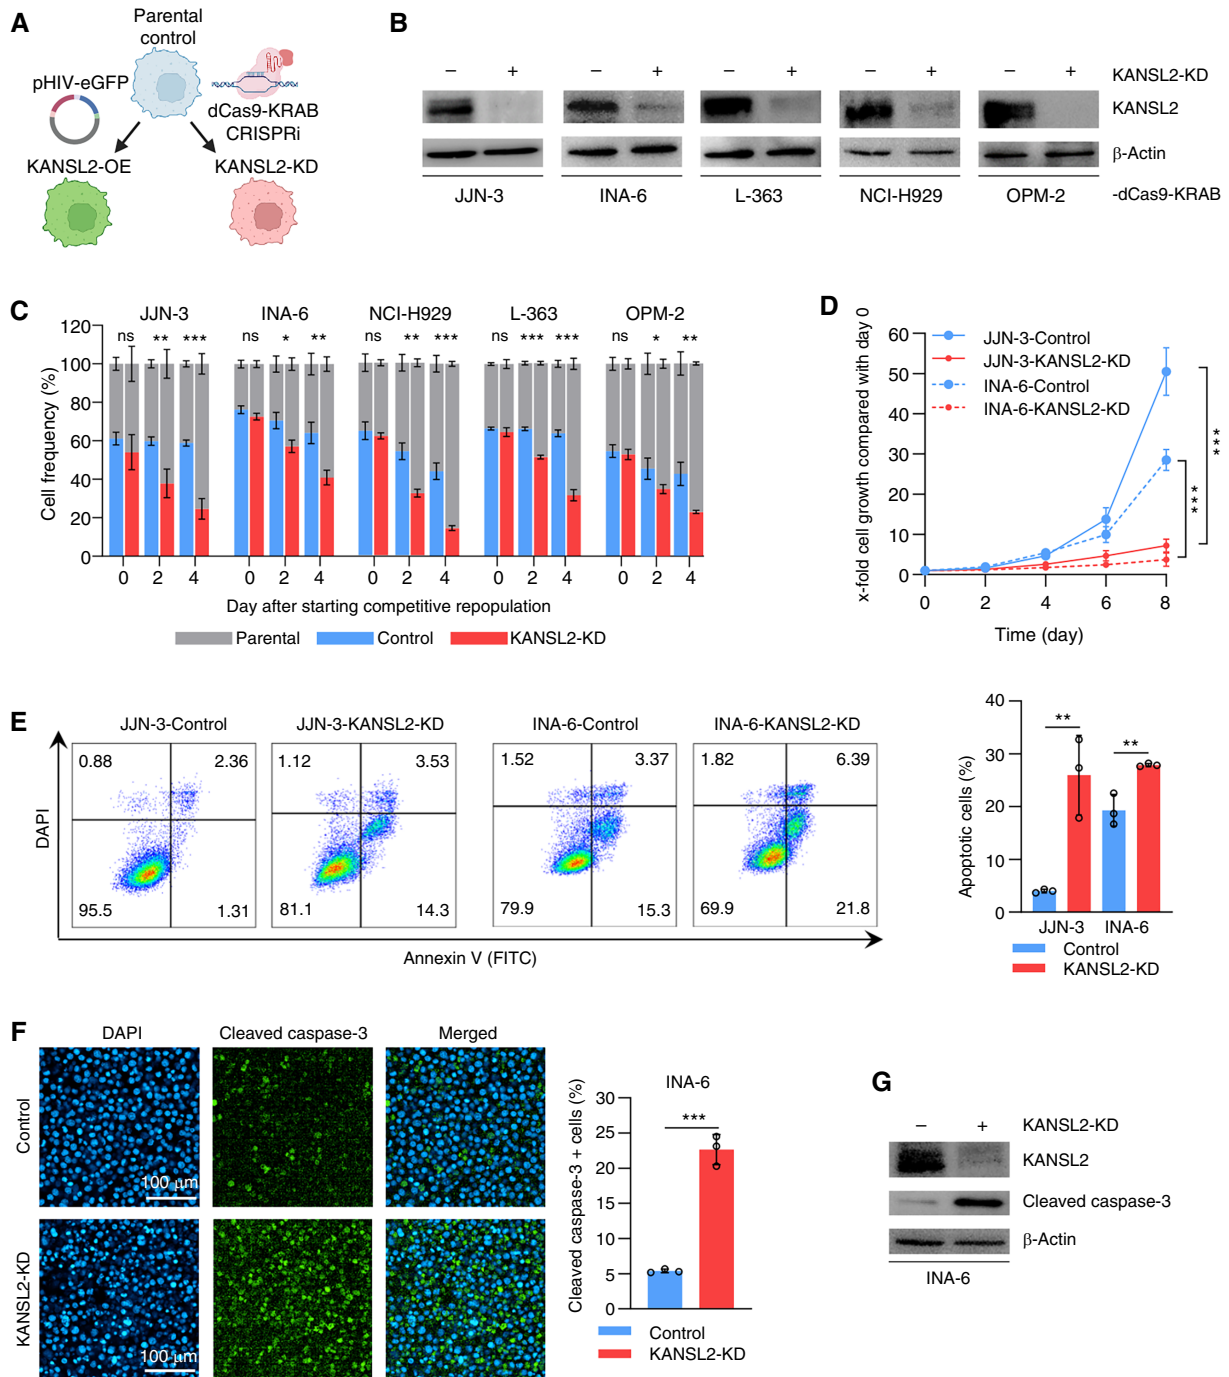 A
Parental
control
pHIV-eGFP
dCas9-KRAB
CRISPRi
KANSL2-OE
KANSL2-KD
B
– + – + – + – + – + KANSL2-KD
KANSL2
β-Actin
JJN-3 INA-6 L-363 NCI-H929 OPM-2 -dCas9-KRAB
C
JJN-3 INA-6 NCI-H929 L-363 OPM-2
ns ** *** ns * ** ns ** *** ns *** *** ns * **
Cell frequency (%)
120
100
80
60
40
20
0
0 2 4 0 2 4 0 2 4 0 2 4 0 2 4
Day after starting competitive repopulation
Parental Control KANSL2-KD
D
x-fold cell growth compared with day 0
60
50
40
30
20
10
0
JJN-3-Control
JJN-3-KANSL2-KD
INA-6-Control
INA-6-KANSL2-KD
***
***
0 2 4 6 8
Time (day)
E
JJN-3-Control JJN-3-KANSL2-KD INA-6-Control INA-6-KANSL2-KD
DAPI
0.88 2.36 1.12 3.53 1.52 3.37 1.82 6.39
95.5 1.31 81.1 14.3 79.9 15.3 69.9 21.8
Annexin V (FITC)
Apoptotic cells (%)
40
30
20
10
0
** **
JJN-3 INA-6
Control
KANSL2-KD
F
DAPI Cleaved caspase-3 Merged
Control
100 μm
KANSL2-KD
100 μm
INA-6
Cleaved caspase-3 + cells (%)
30
25
20
15
10
5
0
***
Control
KANSL2-KD
G
– + KANSL2-KD
KANSL2
Cleaved caspase-3
β-Actin
INA-6